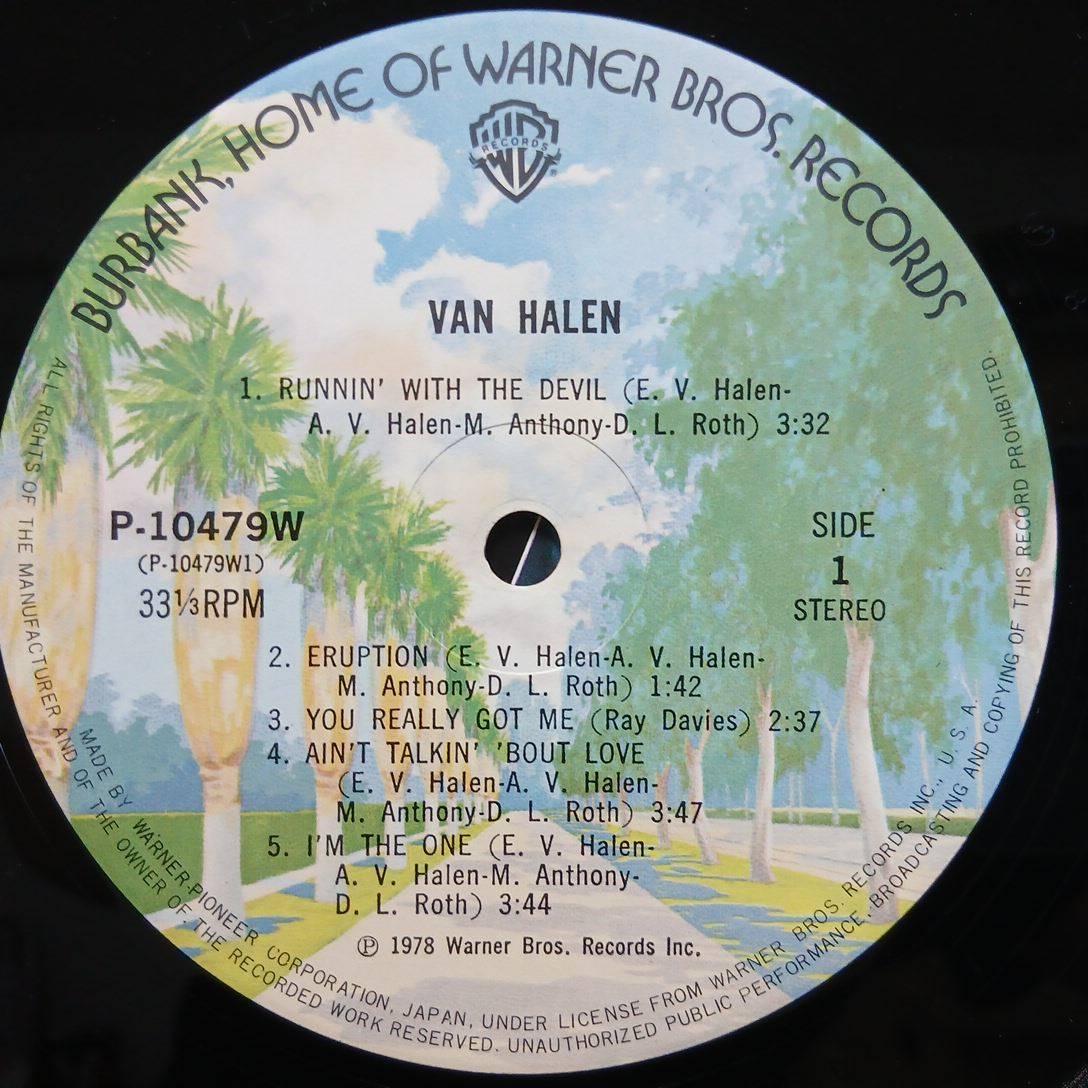 BURBANK, HOME OF WARNER BROS. RECORDS
RECORDS
VAN HALEN
1. RUNNIN' WITH THE DEVIL (E. V. Halen-
A. V. Halen-M. Anthony-D. L. Roth) 3:32
P-10479W
(P-10479W1)
33⅓RPM
SIDE
1
STEREO
2. ERUPTION (E. V. Halen-A. V. Halen-
M. Anthony-D. L. Roth) 1:42
3. YOU REALLY GOT ME (Ray Davies) 2:37
4. AIN'T TALKIN' 'BOUT LOVE
(E. V. Halen-A. V. Halen-
M. Anthony-D. L. Roth) 3:47
5. I'M THE ONE (E. V. Halen-
A. V. Halen-M. Anthony-
D. L. Roth) 3:44
℗ 1978 Warner Bros. Records Inc.
MADE BY WARNER-PIONEER CORPORATION, JAPAN, UNDER LICENSE FROM WARNER BROS. RECORDS INC., U. S. A.
ALL RIGHTS OF THE MANUFACTURER AND OF THE OWNER OF THE RECORDED WORK RESERVED. UNAUTHORIZED PUBLIC PERFORMANCE, BROADCASTING AND COPYING OF THIS RECORD PROHIBITED.